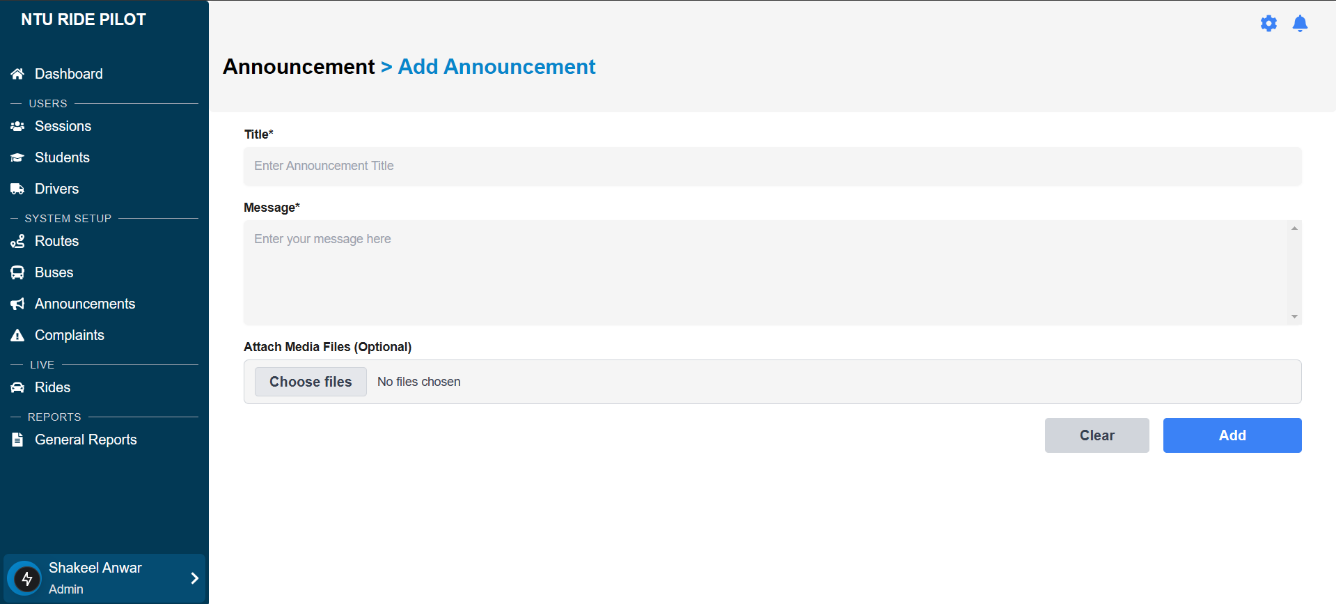 NTU RIDE PILOT
Dashboard
USERS
Sessions
Students
Drivers
SYSTEM SETUP
Routes
Buses
Announcements
Complaints
LIVE
Rides
REPORTS
General Reports
Shakeel Anwar
Admin
Announcement > Add Announcement
Title*
Enter Announcement Title
Message*
Enter your message here
Attach Media Files (Optional)
Choose files No files chosen
Clear Add